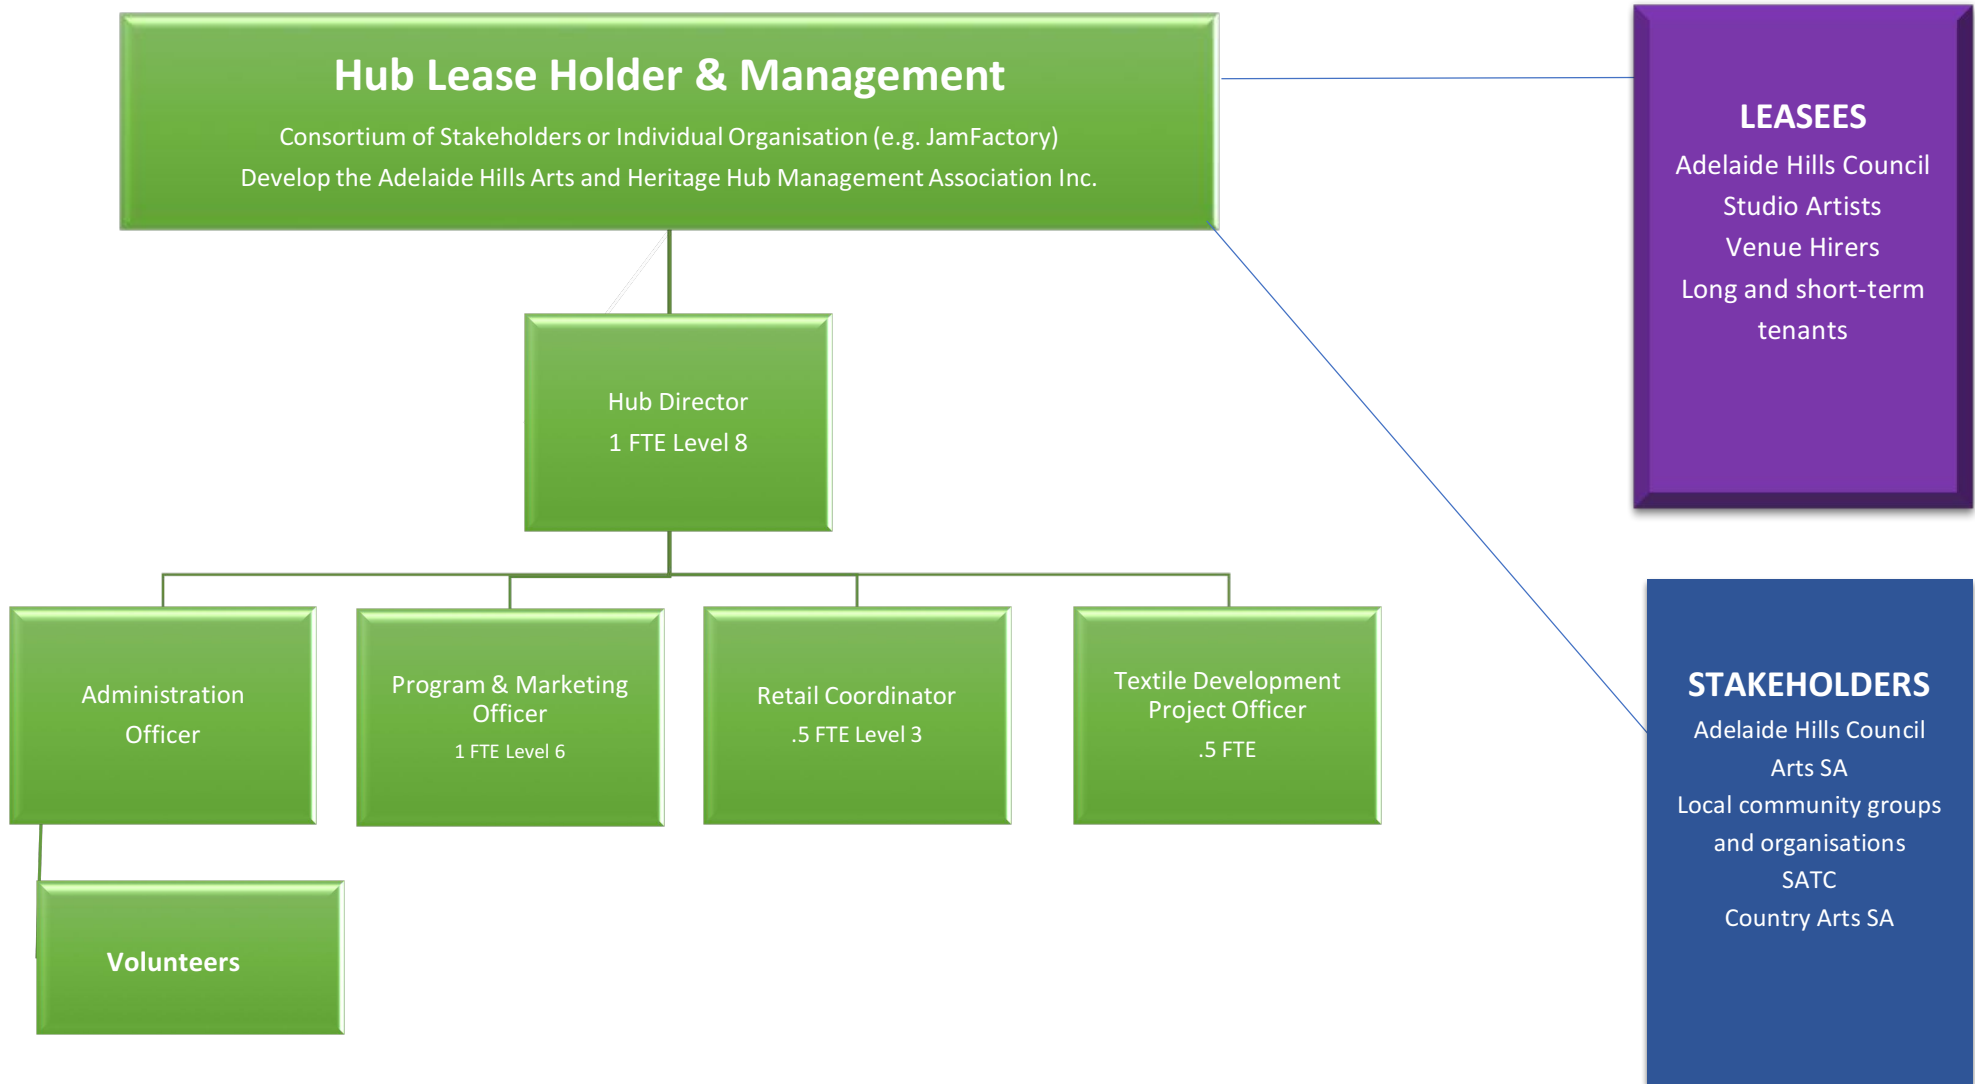 Hub Lease Holder & Management
Consortium of Stakeholders or Individual Organisation (e.g. JamFactory)
Develop the Adelaide Hills Arts and Heritage Hub Management Association Inc.
LEASEES
Adelaide Hills Council
Studio Artists
Venue Hirers
Long and short-term
tenants
Hub Director
1 FTE Level 8
Administration
Officer
Program & Marketing
Officer
1 FTE Level 6
Retail Coordinator
.5 FTE Level 3
Textile Development
Project Officer
.5 FTE
STAKEHOLDERS
Adelaide Hills Council
Arts SA
Local community groups
and organisations
SATC
Country Arts SA
Volunteers